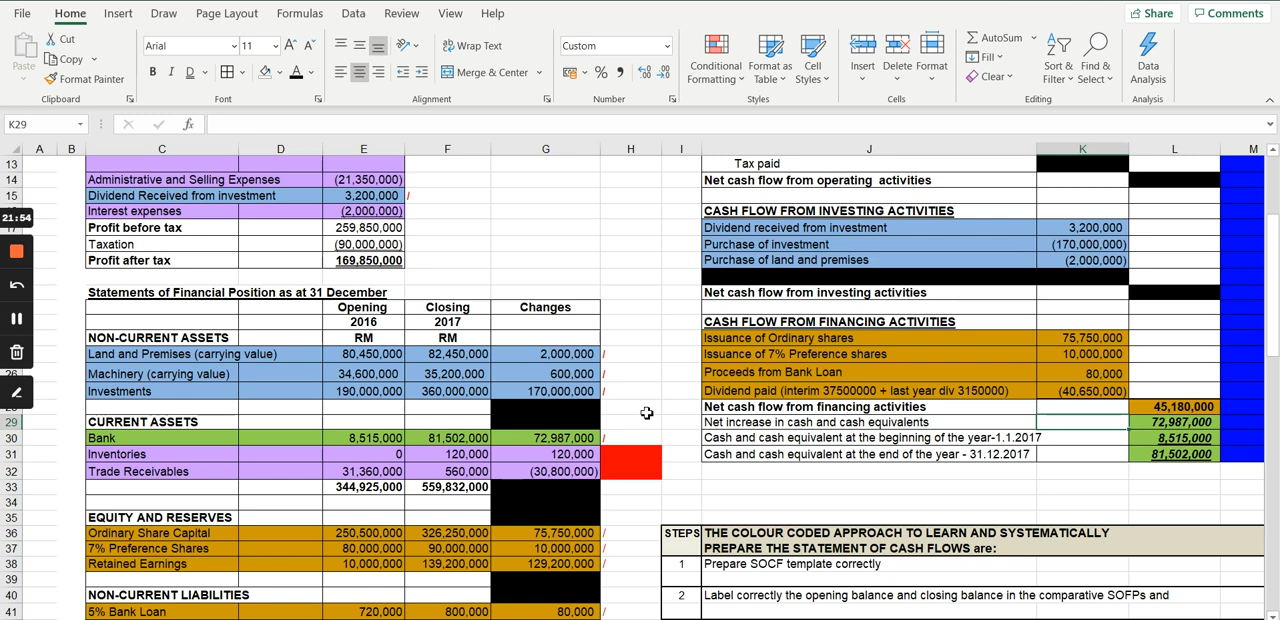 File Home Insert Draw Page Layout Formulas Data Review View Help Share Comments
Paste Cut Copy Format Painter Clipboard
Arial 11 A A B I U A Font
Wrap Text Merge & Center Alignment
Custom % Number
Conditional Formatting Format as Table Cell Styles Styles
Insert Delete Format Cells
AutoSum Fill Clear Sort & Filter Find & Select Editing
Data Analysis Analysis
K29 fx
A B C D E F G H I J K L M
13 Tax paid
14 Administrative and Selling Expenses (21,350,000) Net cash flow from operating activities
15 Dividend Received from investment 3,200,000 /
21:54
Interest expenses (2,000,000) CASH FLOW FROM INVESTING ACTIVITIES
Profit before tax 259,850,000 Dividend received from investment 3,200,000
Taxation (90,000,000) Purchase of investment (170,000,000)
Profit after tax 169,850,000 Purchase of land and premises (2,000,000)
Statements of Financial Position as at 31 December Net cash flow from investing activities
Opening Closing Changes
2016 2017 CASH FLOW FROM FINANCING ACTIVITIES
NON-CURRENT ASSETS RM RM Issuance of Ordinary shares 75,750,000
Land and Premises (carrying value) 80,450,000 82,450,000 2,000,000 / Issuance of 7% Preference shares 10,000,000
Machinery (carrying value) 34,600,000 35,200,000 600,000 / Proceeds from Bank Loan 80,000
Investments 190,000,000 360,000,000 170,000,000 / Dividend paid (interim 37500000 + last year div 3150000) (40,650,000)
Net cash flow from financing activities 45,180,000
29 CURRENT ASSETS Net increase in cash and cash equivalents 72,987,000
30 Bank 8,515,000 81,502,000 72,987,000 / Cash and cash equivalent at the beginning of the year-1.1.2017 8,515,000
31 Inventories 0 120,000 120,000 Cash and cash equivalent at the end of the year - 31.12.2017 81,502,000
32 Trade Receivables 31,360,000 560,000 (30,800,000)
33 344,925,000 559,832,000
34
35 EQUITY AND RESERVES
36 Ordinary Share Capital 250,500,000 326,250,000 75,750,000 / STEPS THE COLOUR CODED APPROACH TO LEARN AND SYSTEMATICALLY
37 7% Preference Shares 80,000,000 90,000,000 10,000,000 / PREPARE THE STATEMENT OF CASH FLOWS are:
38 Retained Earnings 10,000,000 139,200,000 129,200,000 / 1 Prepare SOCF template correctly
39
40 NON-CURRENT LIABILITIES 2 Label correctly the opening balance and closing balance in the comparative SOFPs and
41 5% Bank Loan 720,000 800,000 80,000 /